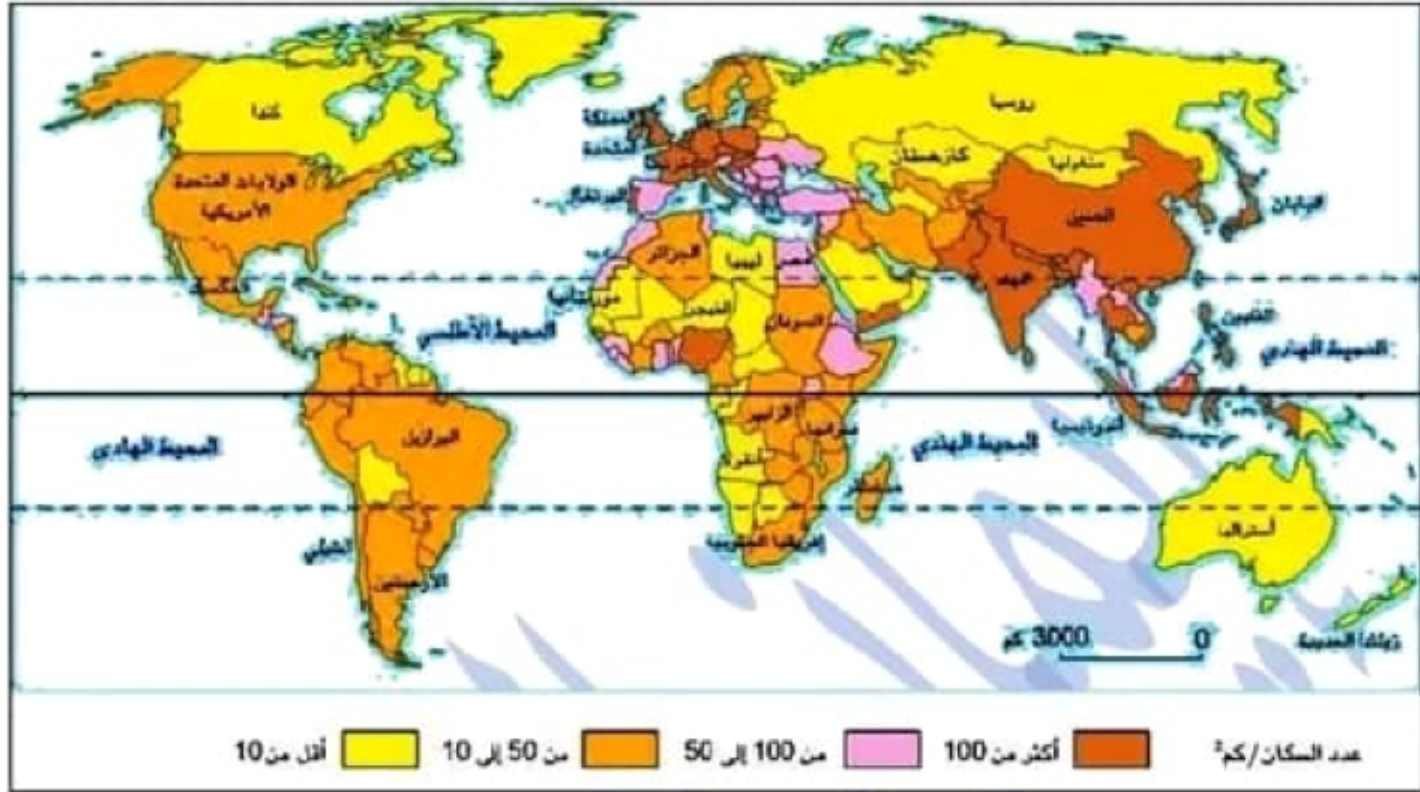 كندا
روسيا
المملكة
المتحدة
كازخستان
منغوليا
الولايات المتحدة
الأمريكية
البرتغال
الصين
اليابان
الجزائر
ليبيا
مصر
الهند
المكسيك
موريتانيا
النيجر
السودان
الفلبين
المحيط الأطلسي
المحيط الهادي
البرازيل
الزايير
أندونيسيا
المحيط الهادي
المحيط الهندي
أنغولا
مدغشقر
أستراليا
الشيلي
إفريقيا الجنوبية
الأرجنتين
3000 كم
0
زيلندا الجديدة
عدد السكان/كم²
أكثر من 100
من 100 إلى 50
من 50 إلى 10
أقل من 10